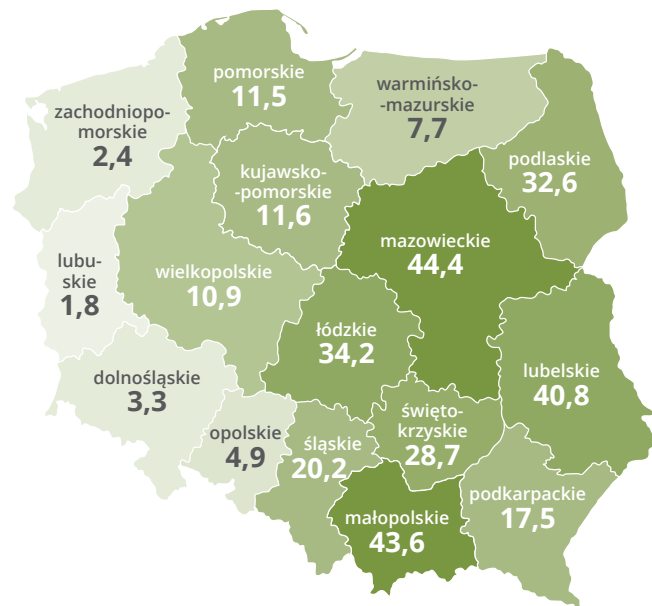 pomorskie
11,5
warmińsko-
-mazurskie
7,7
zachodniopo-
morskie
2,4
podlaskie
32,6
kujawsko-
-pomorskie
11,6
mazowieckie
44,4
lubu-
skie
1,8
wielkopolskie
10,9
łódzkie
34,2
lubelskie
40,8
dolnośląskie
3,3
święto-
krzyskie
28,7
opolskie
4,9
śląskie
20,2
podkarpackie
17,5
małopolskie
43,6